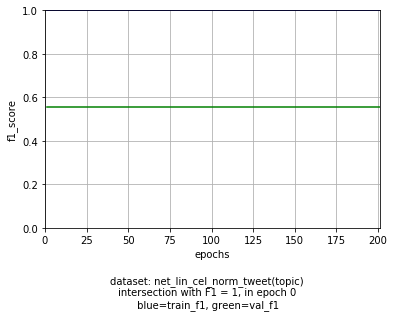 1.0
0.8
0.6
0.4
0.2
0.0
f1_score
0 25 50 75 100 125 150 175 200
epochs
dataset: net_lin_cel_norm_tweet(topic)
intersection with F1 = 1, in epoch 0
blue=train_f1, green=val_f1